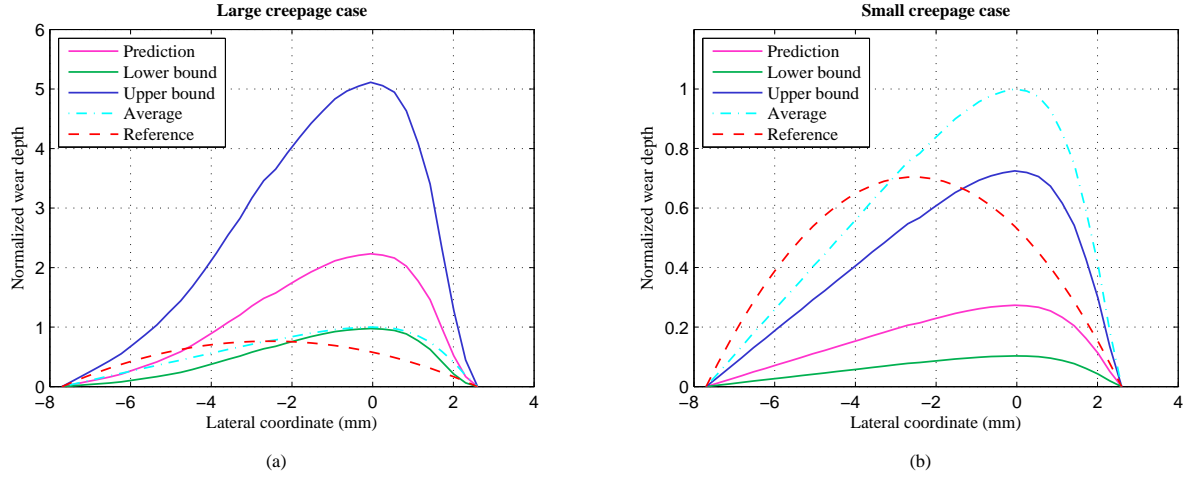 Large creepage case
6
5
4
3
2
1
0
−8
−6
−4
−2
0
2
4
Normalized wear depth
Lateral coordinate (mm)
Prediction
Lower bound
Upper bound
Average
Reference
(a)
Small creepage case
1
0.8
0.6
0.4
0.2
0
−8
−6
−4
−2
0
2
4
Normalized wear depth
Lateral coordinate (mm)
Prediction
Lower bound
Upper bound
Average
Reference
(b)